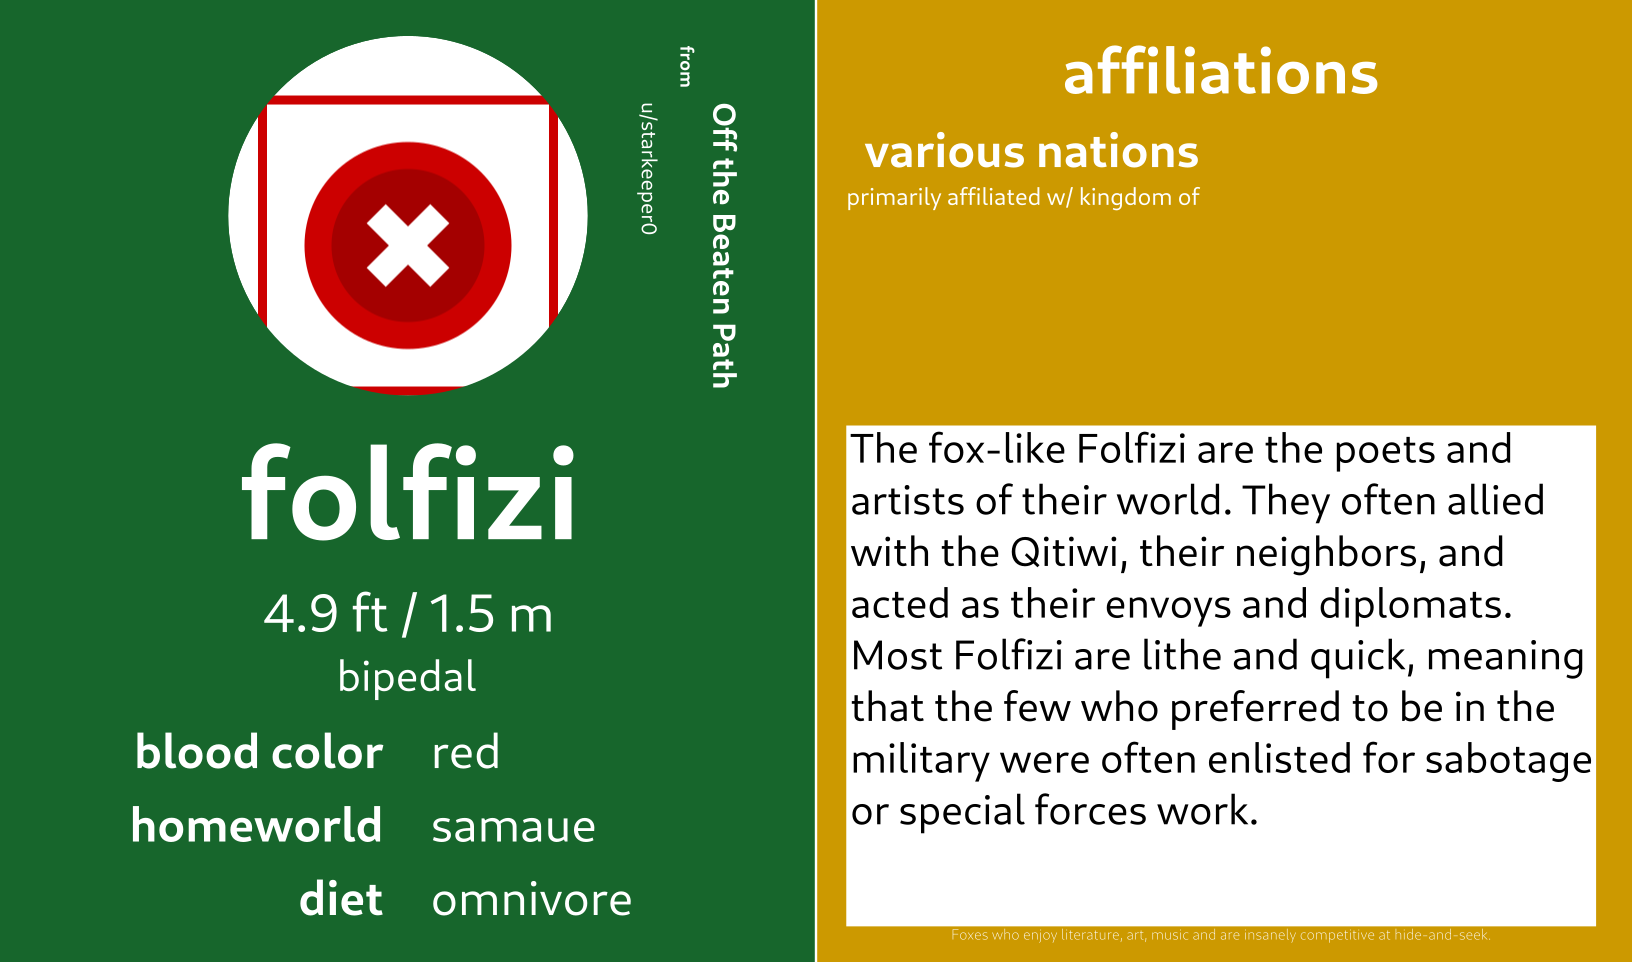 from
Off the Beaten Path
u/starkeeper0
folfizi
4.9 ft / 1.5 m
bipedal
blood color red
homeworld samaue
diet omnivore
affiliations
various nations
primarily affiliated w/ kingdom of
The fox-like Folfizi are the poets and
artists of their world. They often allied
with the Qitiwi, their neighbors, and
acted as their envoys and diplomats.
Most Folfizi are lithe and quick, meaning
that the few who preferred to be in the
military were often enlisted for sabotage
or special forces work.
Foxes who enjoy literature, art, music and are insanely competitive at hide-and-seek.